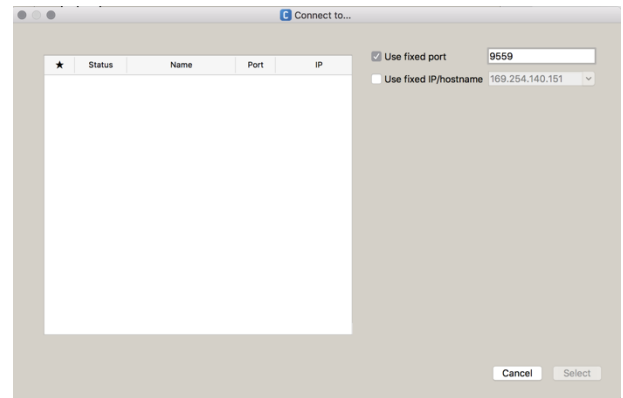 C Connect to...
★ Status Name Port IP
Use fixed port 9559
Use fixed IP/hostname 169.254.140.151
Cancel Select